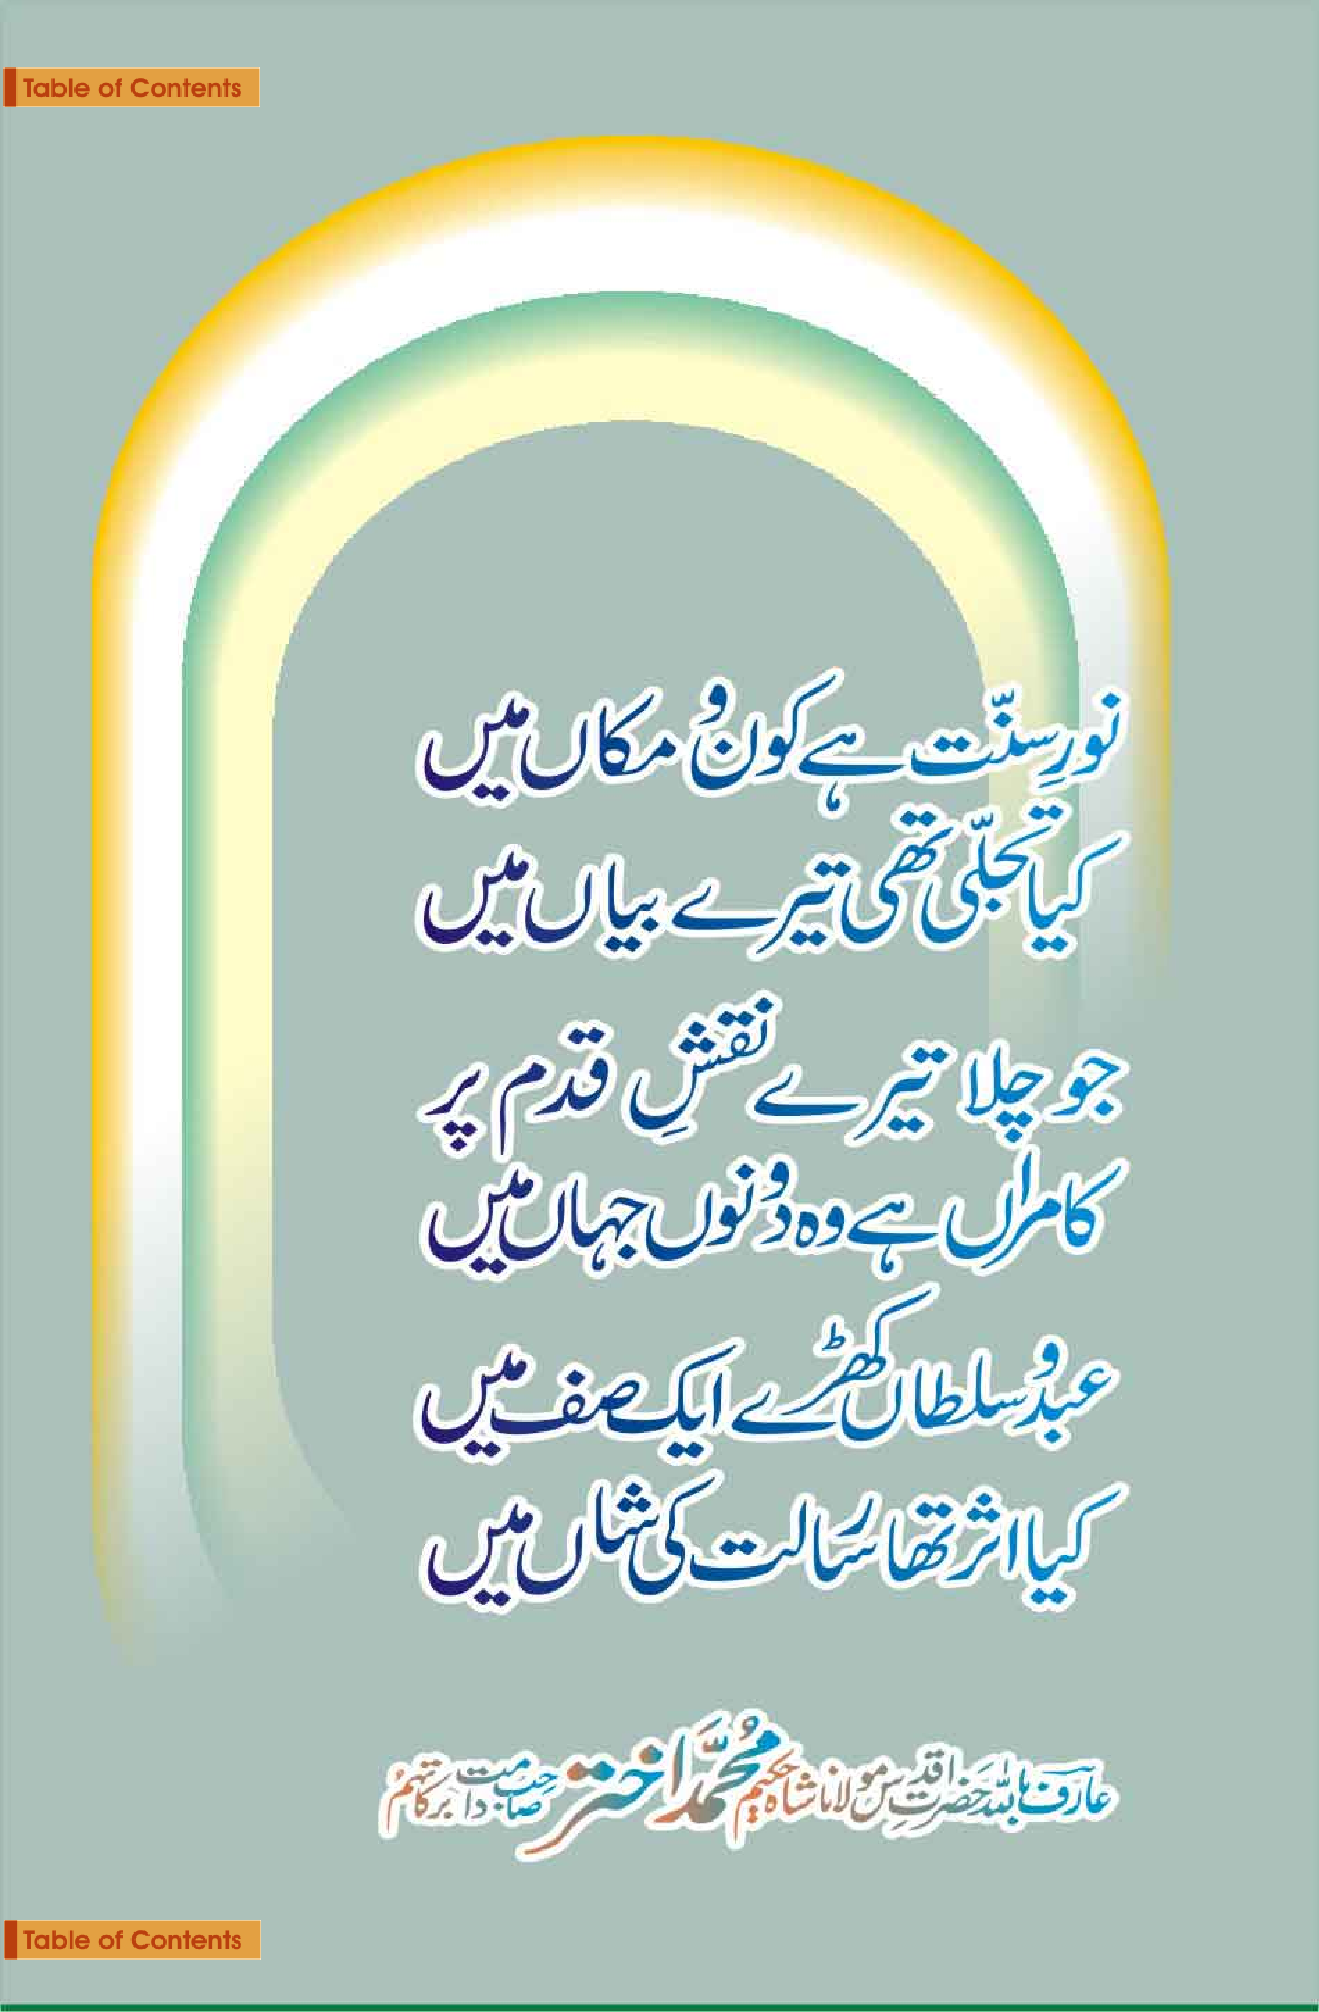 Table of Contents
نورِ سنّت ہے کون و مکاں میں
کیا تجلّی تھی تیرے بیاں میں
جو چلا تیرے نقشِ قدم پر
کامراں ہے وہ دونوں جہاں میں
عبد و سلطاں کھڑے ایک صف میں
کیا اثر تھا رسالت کی شاں میں
عارف باللہ حضرتِ اقدس مولانا شاہ حکیم محمّد اختر صاحب دامت برکاتہم
Table of Contents